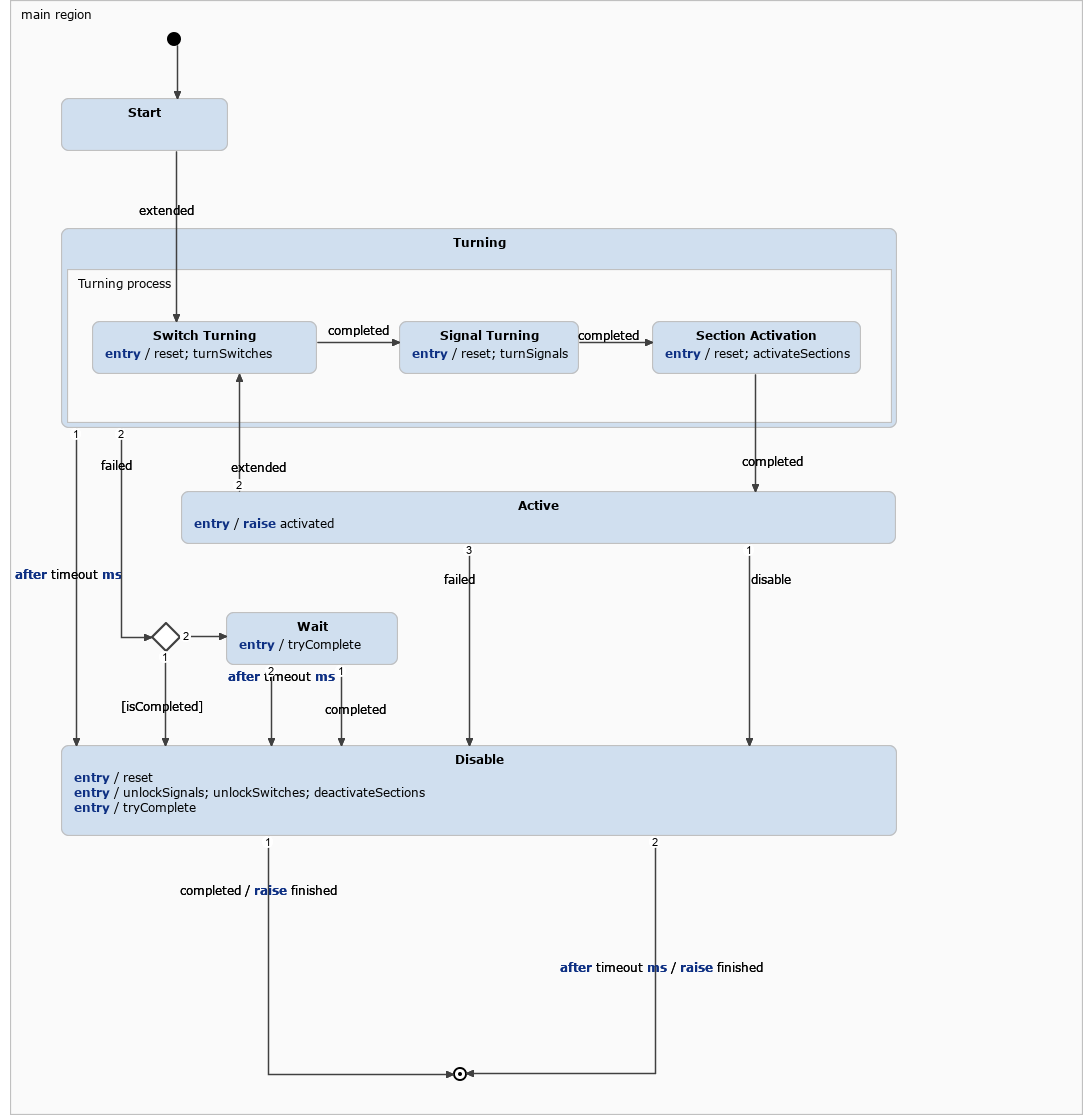 main region
Start
extended
Turning
Turning process
Switch Turning
entry / reset; turnSwitches
completed
Signal Turning
entry / reset; turnSignals
completed
Section Activation
entry / reset; activateSections
1
2
failed
extended
2
completed
Active
entry / raise activated
3
failed
1
disable
after timeout ms
2
1
[isCompleted]
Wait
entry / tryComplete
2
1
after timeout ms
completed
Disable
entry / reset
entry / unlockSignals; unlockSwitches; deactivateSections
entry / tryComplete
1
2
completed / raise finished
after timeout ms / raise finished